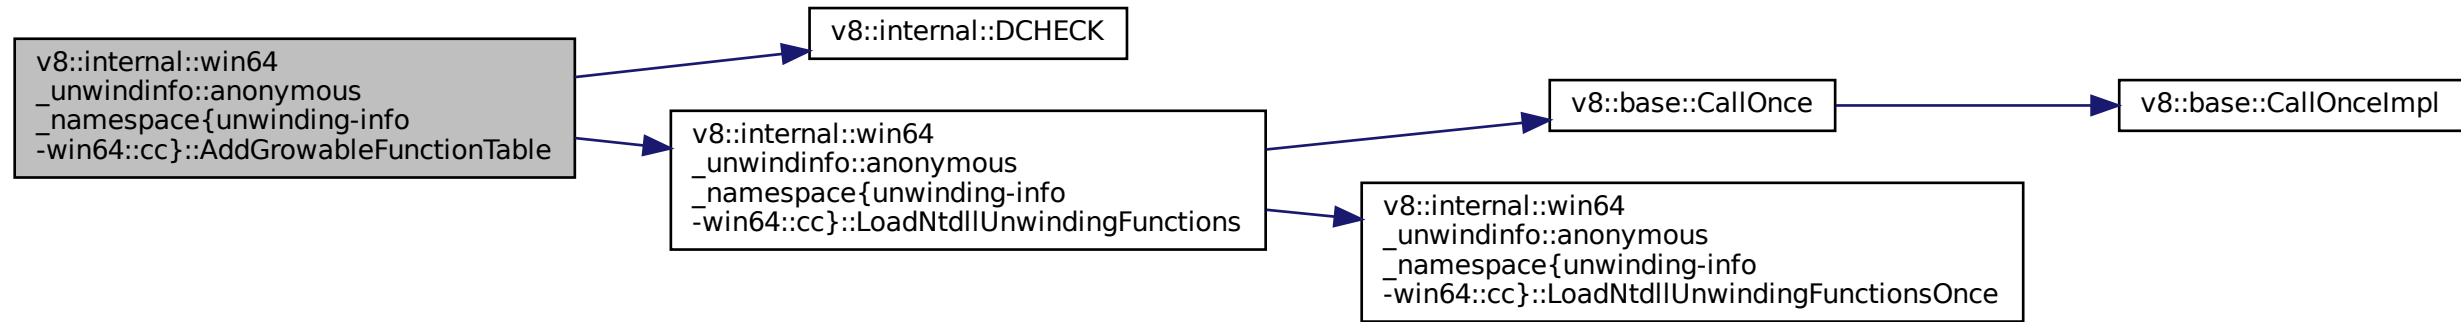 v8::internal::win64
_unwindinfo::anonymous
_namespace{unwinding-info
-win64::cc}::AddGrowableFunctionTable
v8::internal::DCHECK
v8::internal::win64
_unwindinfo::anonymous
_namespace{unwinding-info
-win64::cc}::LoadNtdllUnwindingFunctions
v8::base::CallOnce
v8::base::CallOnceImpl
v8::internal::win64
_unwindinfo::anonymous
_namespace{unwinding-info
-win64::cc}::LoadNtdllUnwindingFunctionsOnce